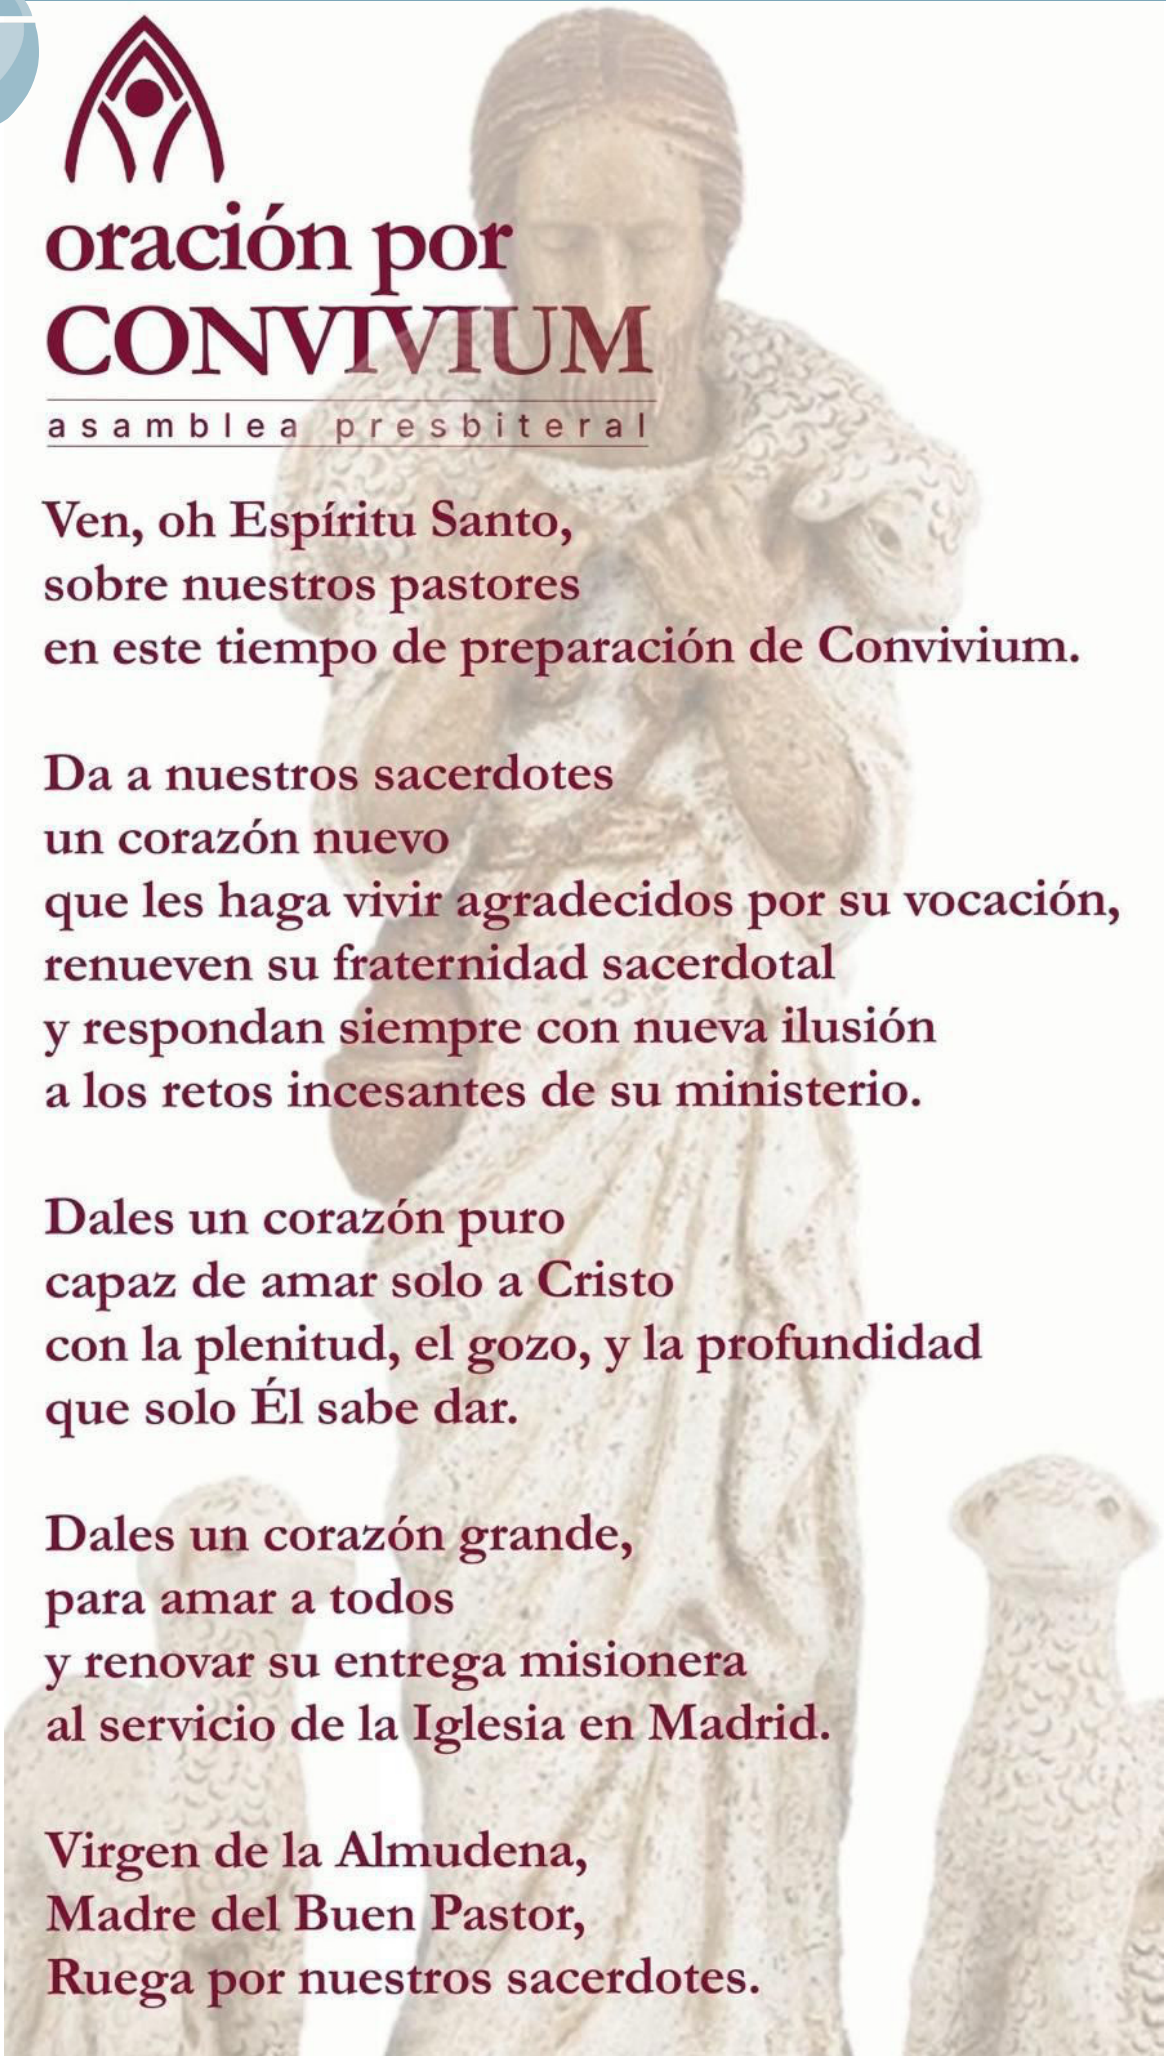 oración por
CONVIVIUM
asamblea presbiteral
Ven, oh Espíritu Santo,
sobre nuestros pastores
en este tiempo de preparación de Convivium.
Da a nuestros sacerdotes
un corazón nuevo
que les haga vivir agradecidos por su vocación,
renueven su fraternidad sacerdotal
y respondan siempre con nueva ilusión
a los retos incesantes de su ministerio.
Dales un corazón puro
capaz de amar solo a Cristo
con la plenitud, el gozo, y la profundidad
que solo Él sabe dar.
Dales un corazón grande,
para amar a todos
y renovar su entrega misionera
al servicio de la Iglesia en Madrid.
Virgen de la Almudena,
Madre del Buen Pastor,
Ruega por nuestros sacerdotes.